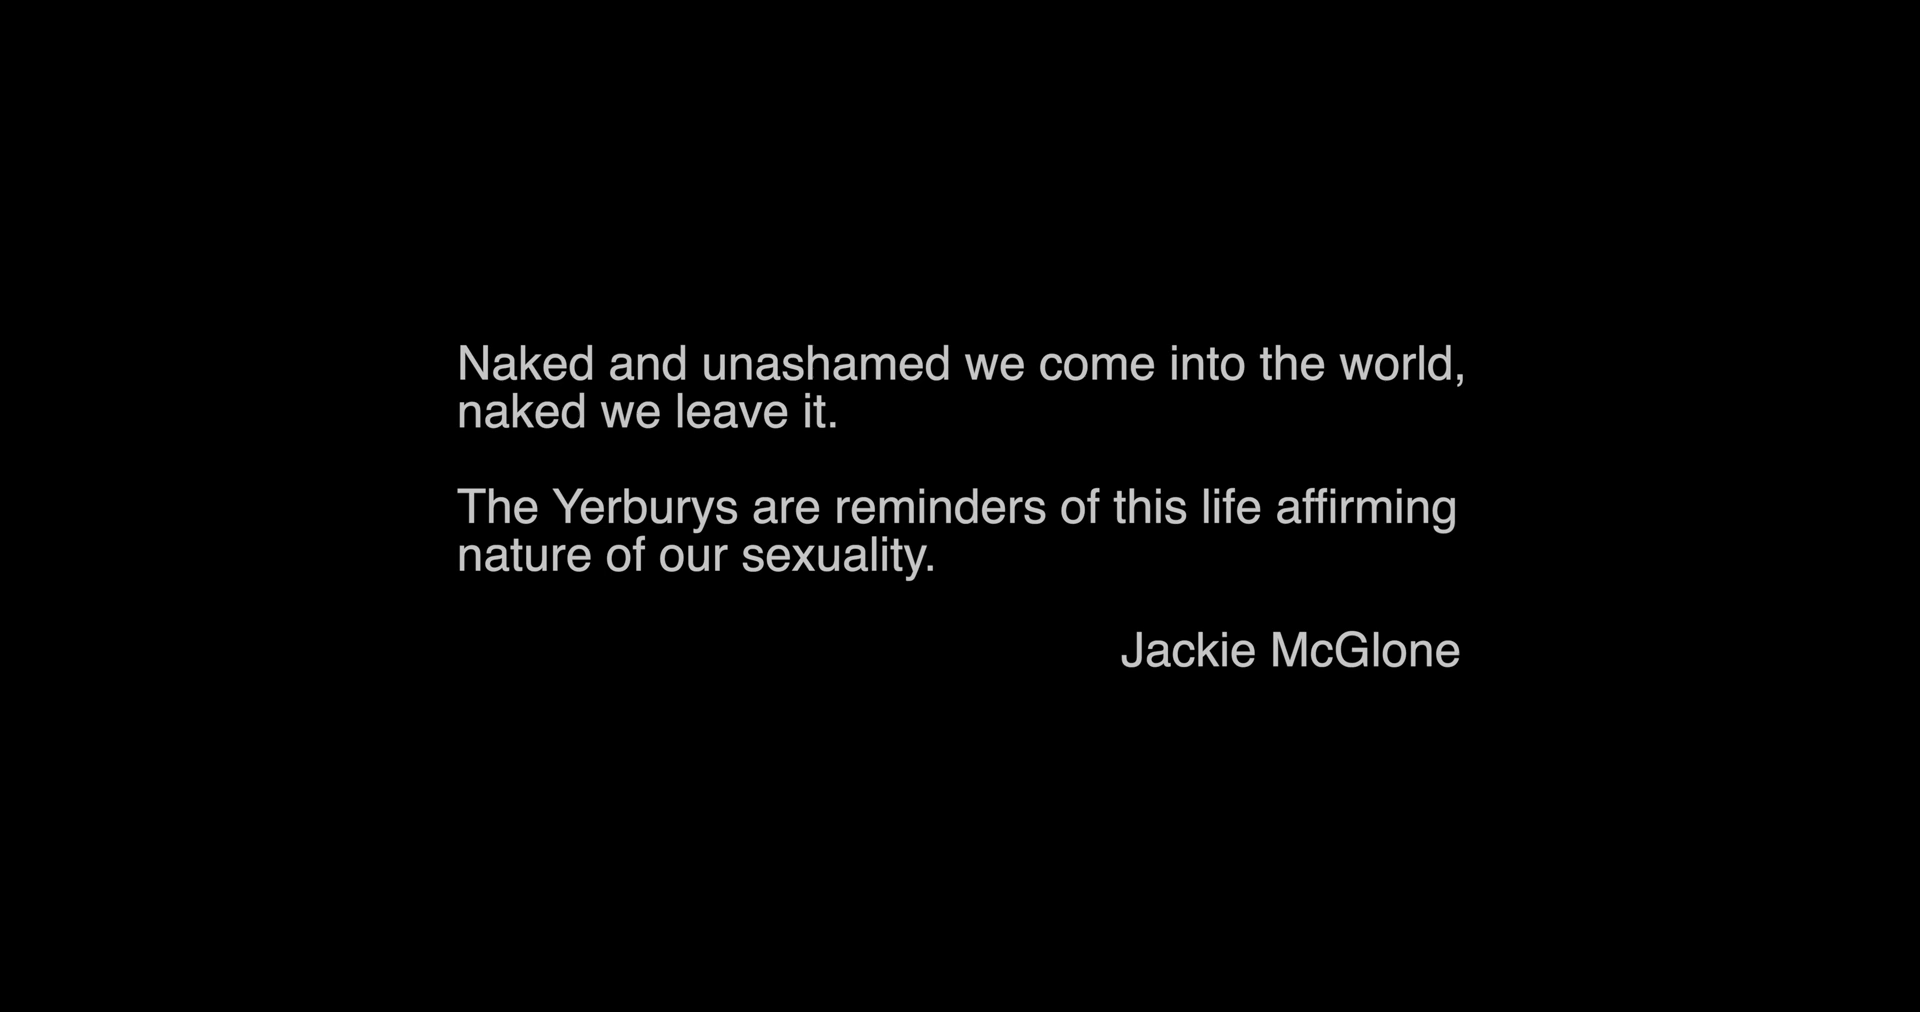 Naked and unashamed we come into the world,
naked we leave it.
The Yerburys are reminders of this life affirming
nature of our sexuality.
Jackie McGlone